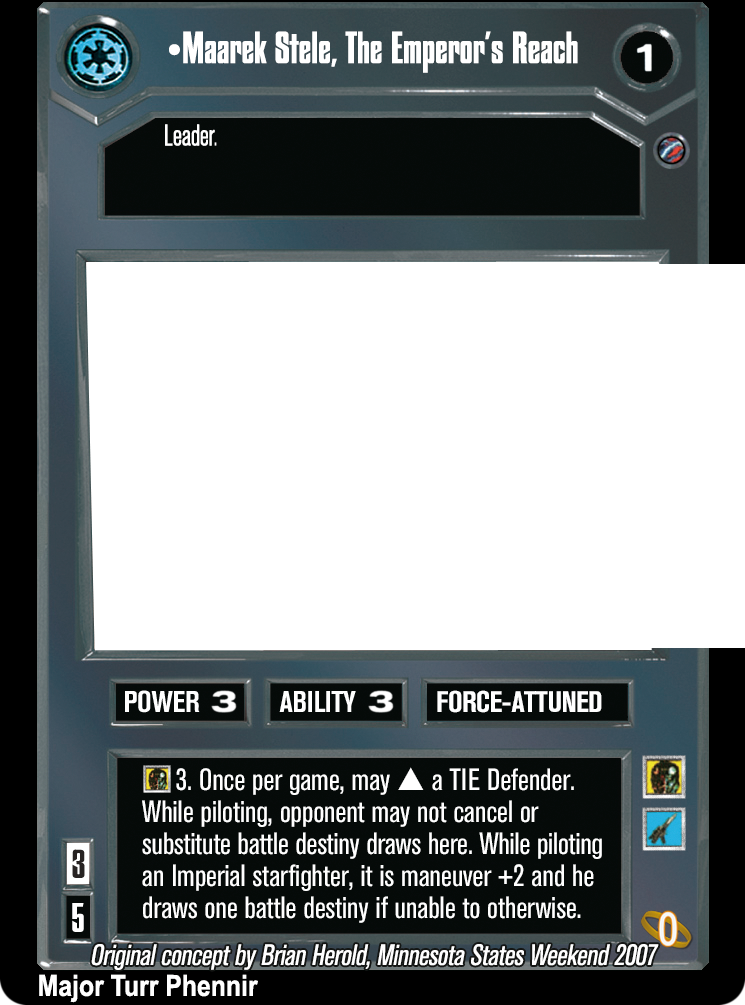 •Maarek Stele, The Emperor's Reach
1
Leader.
POWER 3
ABILITY 3
FORCE-ATTUNED
3. Once per game, may ▲ a TIE Defender.
While piloting, opponent may not cancel or
substitute battle destiny draws here. While piloting
an Imperial starfighter, it is maneuver +2 and he
draws one battle destiny if unable to otherwise.
3
5
0
Original concept by Brian Herold, Minnesota States Weekend 2007
Major Turr Phennir